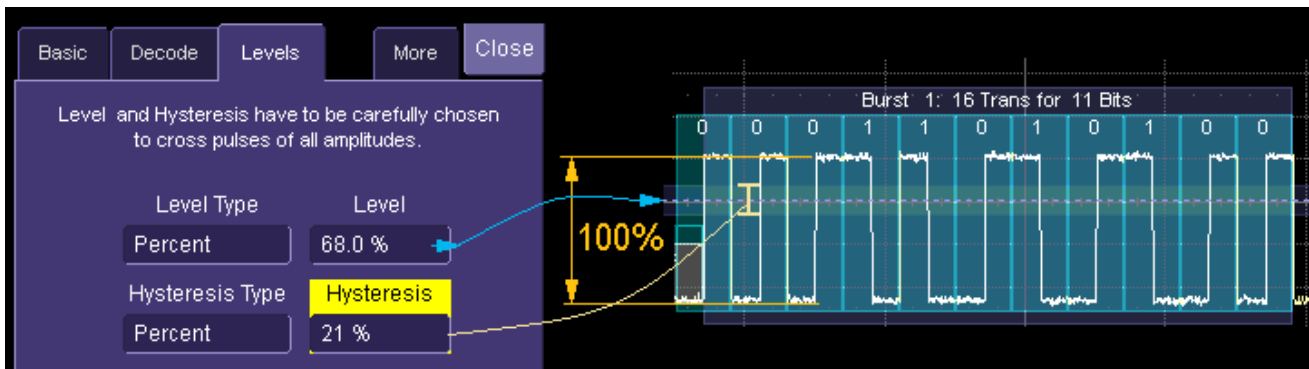 Basic Decode Levels More Close
Level and Hysteresis have to be carefully chosen
to cross pulses of all amplitudes.
Level Type Level
Percent 68.0 %
Hysteresis Type Hysteresis
Percent 21 %
Burst 1: 16 Trans for 11 Bits
0 0 0 1 1 0 1 0 1 0 0
100%